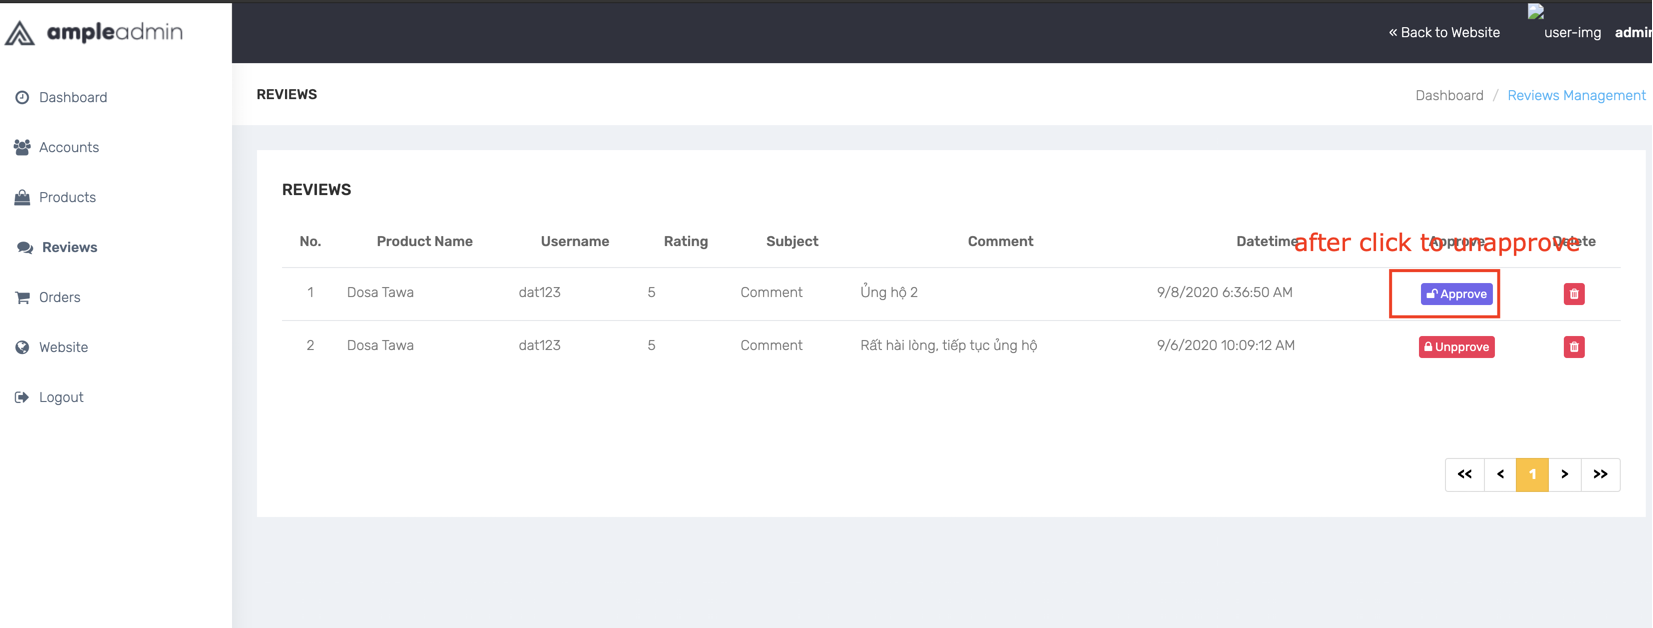 ampleadmin
« Back to Website user-img admin
Dashboard
Accounts
Products
Reviews
Orders
Website
Logout
REVIEWS
Dashboard / Reviews Management
REVIEWS
No. Product Name Username Rating Subject Comment Datetime Approve Delete
after click to unapprove
1 Dosa Tawa dat123 5 Comment Ủng hộ 2 9/8/2020 6:36:50 AM Approve
2 Dosa Tawa dat123 5 Comment Rất hài lòng, tiếp tục ủng hộ 9/6/2020 10:09:12 AM Unpprove
<< < 1 > >>